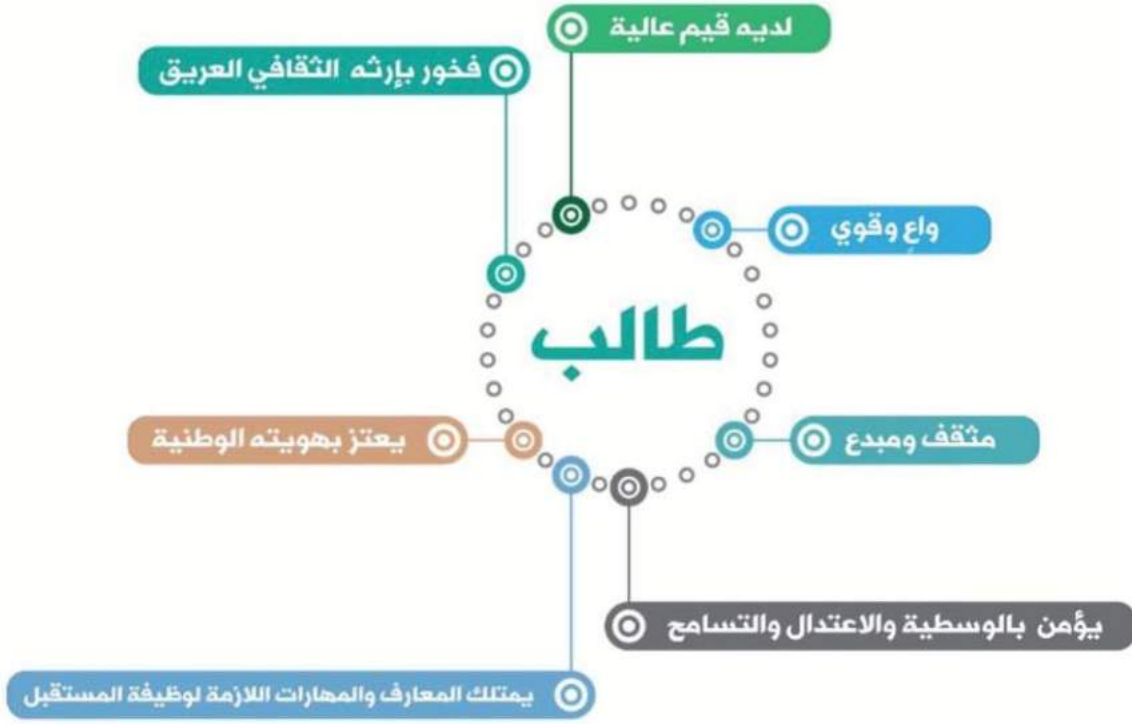 لديه قيم عالية
فخور بإرثه الثقافي العريق
واعٍ وقوي
طالب
مثقف ومبدع
يعتز بهويته الوطنية
يؤمن بالوسطية والاعتدال والتسامح
يمتلك المعارف والمهارات اللازمة لوظيفة المستقبل